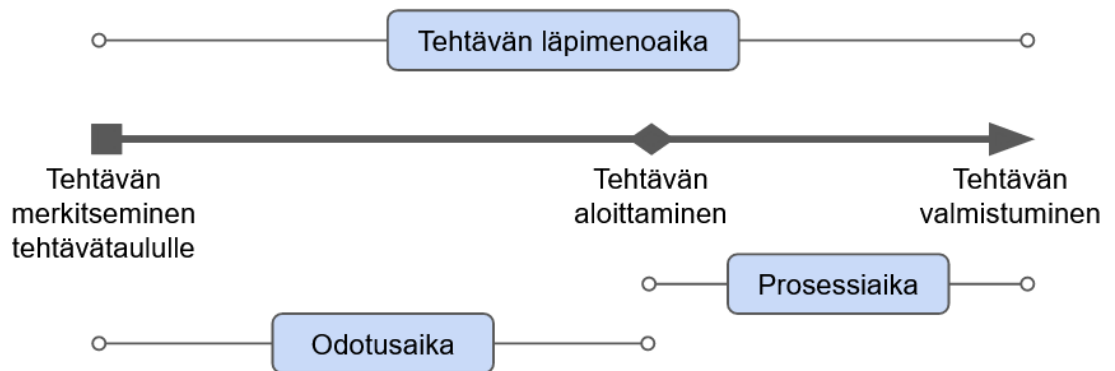 Tehtävän läpimenoaika
Tehtävän
merkitseminen
tehtävätaululle
Tehtävän
aloittaminen
Tehtävän
valmistuminen
Prosessiaika
Odotusaika